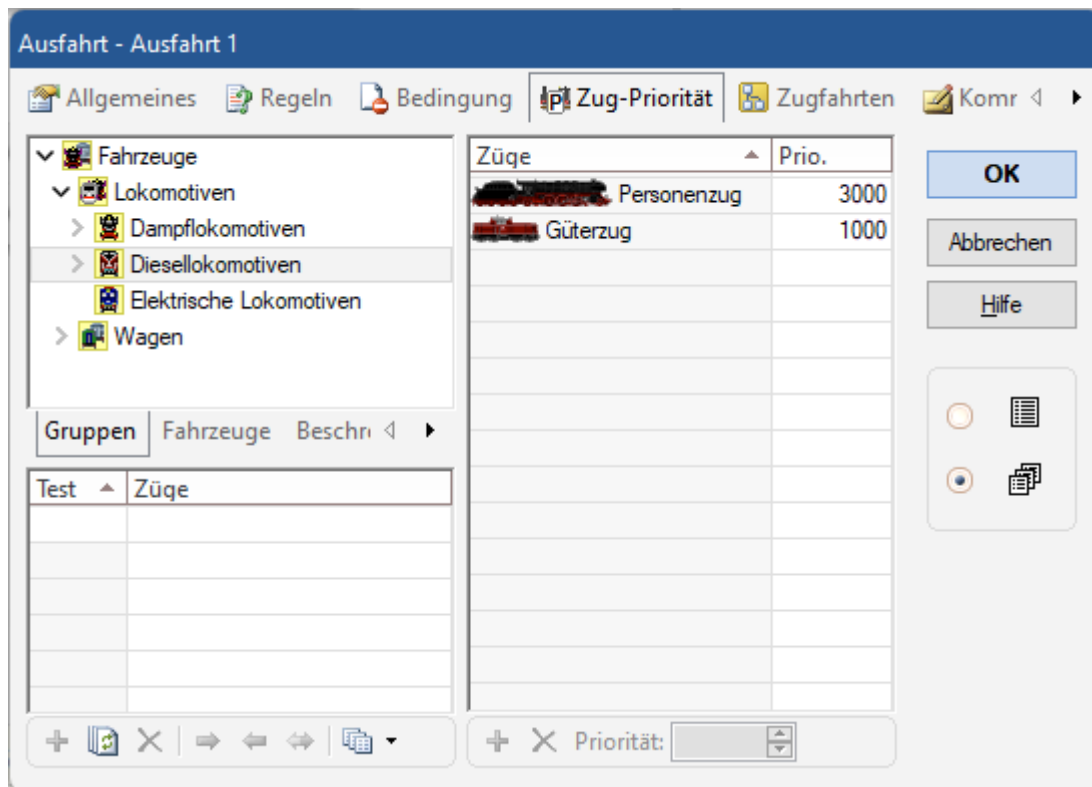 Ausfahrt - Ausfahrt 1
Allgemeines Regeln Bedingung Zug-Priorität Zugfahrten Komr
Fahrzeuge
Lokomotiven
Dampflokomotiven
Diesellokomotiven
Elektrische Lokomotiven
Wagen
Gruppen Fahrzeuge Beschr
Test Züge
Züge Prio.
Personenzug 3000
Güterzug 1000
Priorität:
OK
Abbrechen
Hilfe